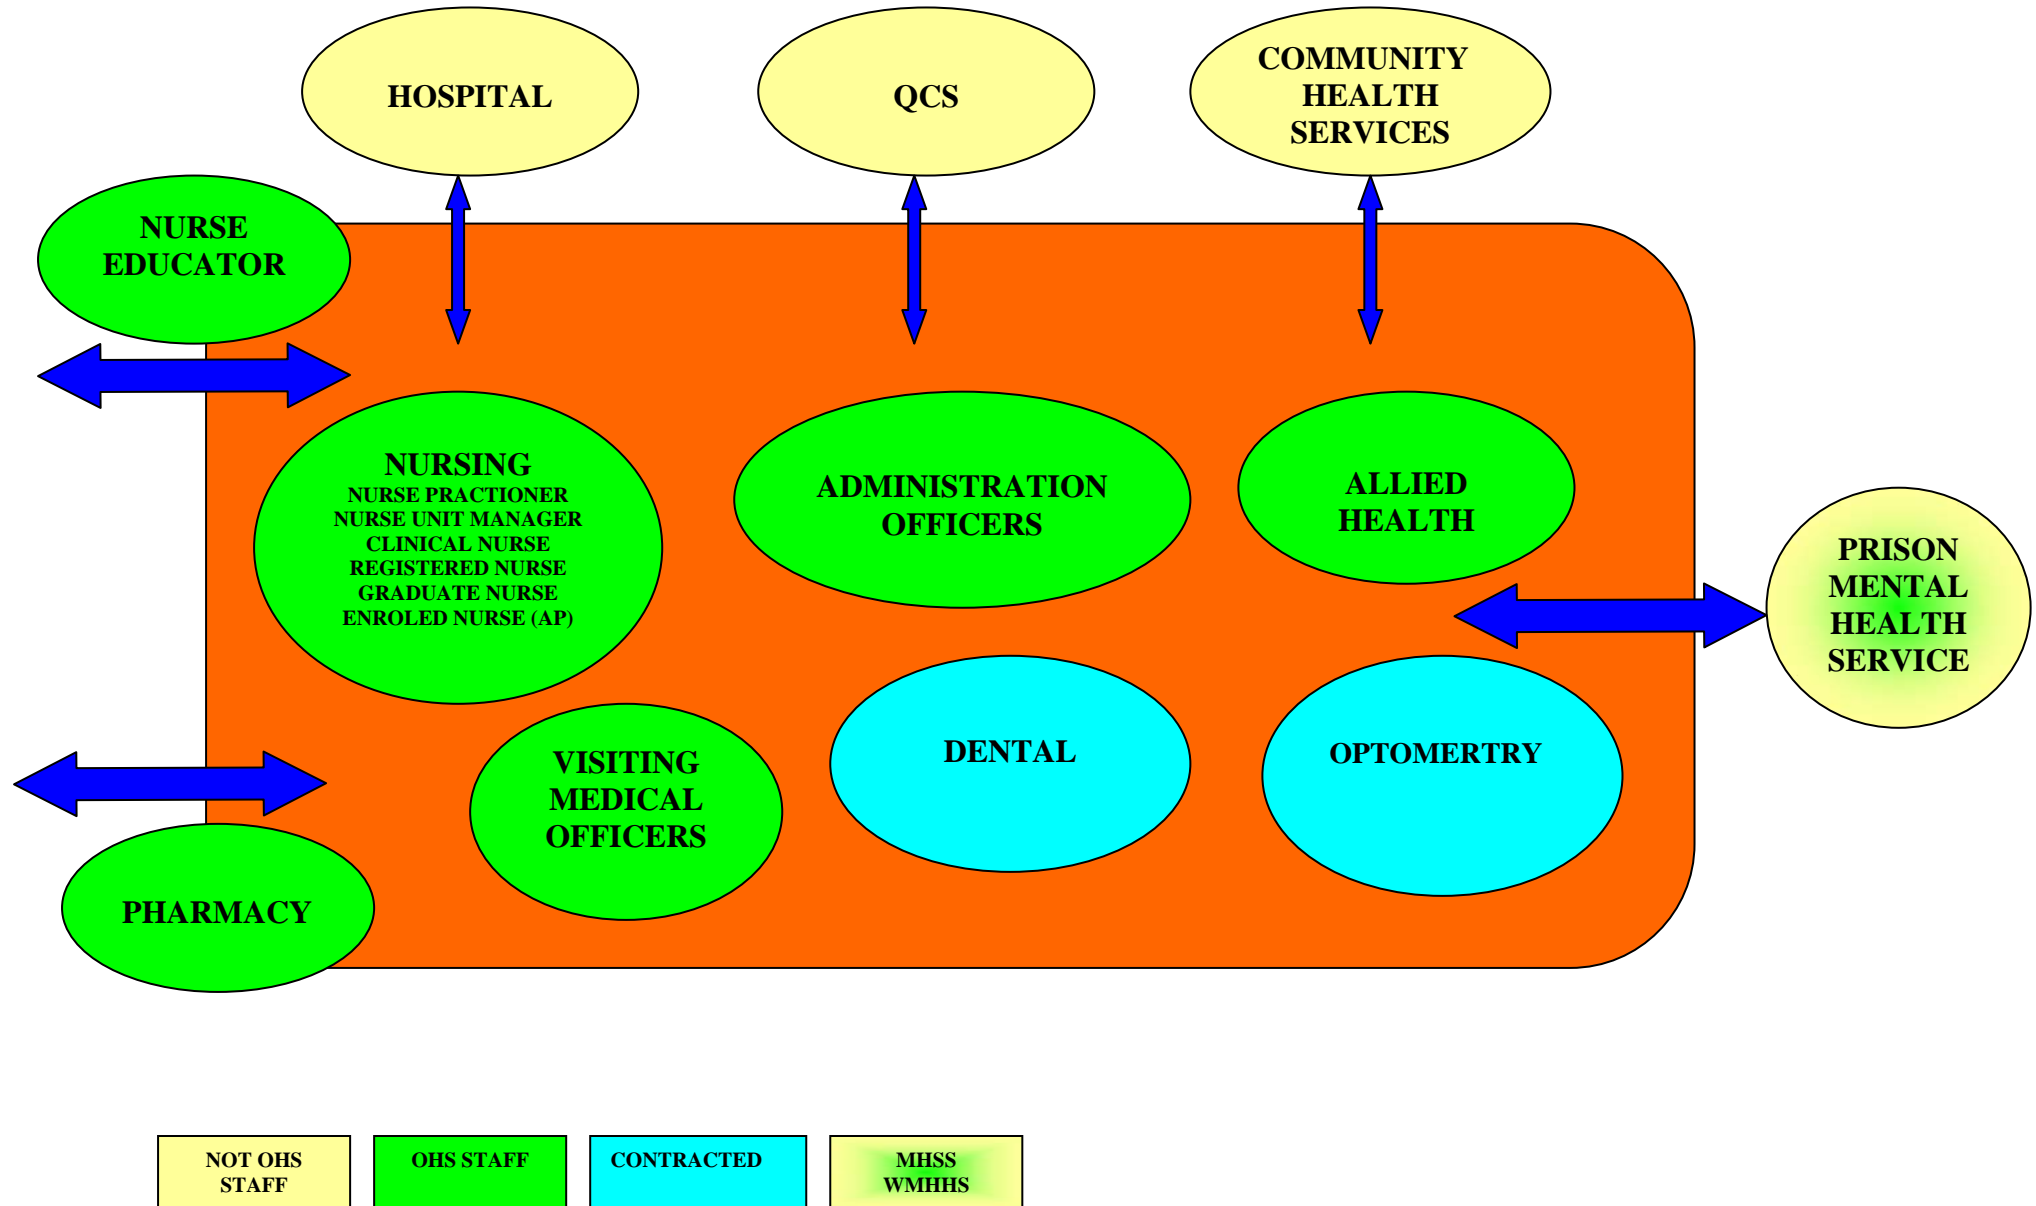 HOSPITAL
QCS
COMMUNITY
HEALTH
SERVICES
NURSE
EDUCATOR
NURSING
NURSE PRACTIONER
NURSE UNIT MANAGER
CLINICAL NURSE
REGISTERED NURSE
GRADUATE NURSE
ENROLED NURSE (AP)
ADMINISTRATION
OFFICERS
ALLIED
HEALTH
PRISON
MENTAL
HEALTH
SERVICE
VISITING
MEDICAL
OFFICERS
DENTAL
OPTOMERTRY
PHARMACY
NOT OHS
STAFF
OHS STAFF
CONTRACTED
MHSS
WMHHS